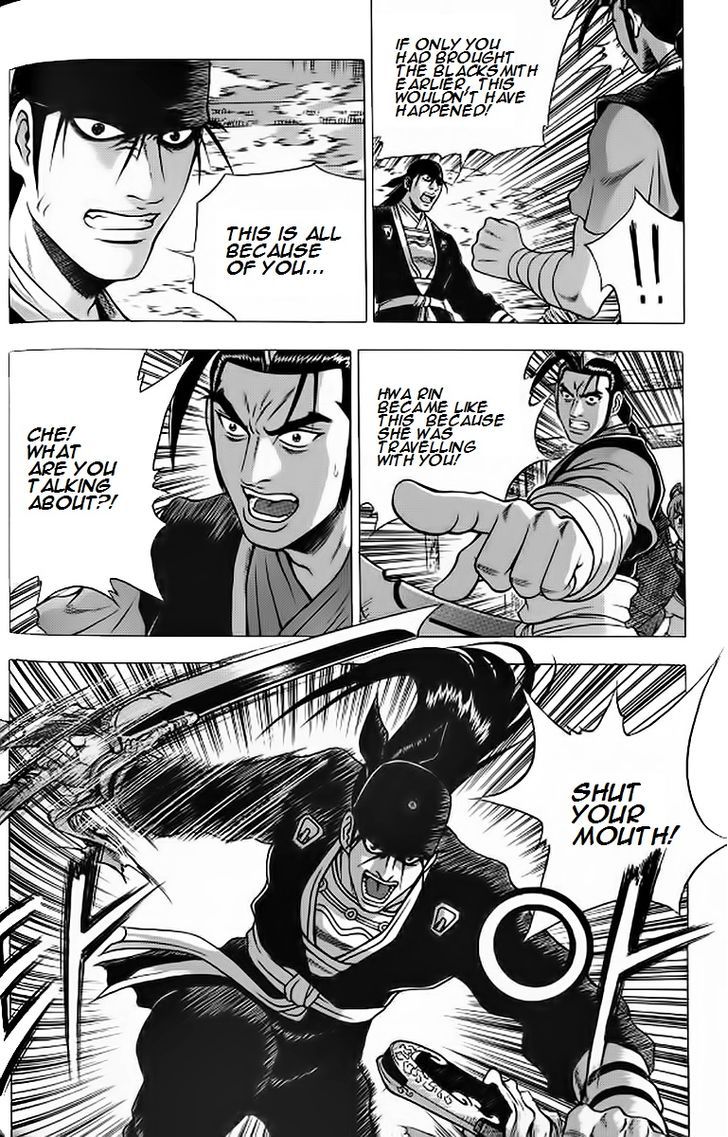 THIS IS ALL
BECAUSE
OF YOU...
IF ONLY YOU
HAD BROUGHT
THE BLACKSMITH
EARLIER, THIS
WOULDN'T HAVE
HAPPENED!
!!
CHE!
WHAT
ARE YOU
TALKING
ABOUT?!
HWA RIN
BECAME LIKE
THIS BECAUSE
SHE WAS
TRAVELLING
WITH YOU!
SHUT
YOUR
MOUTH!